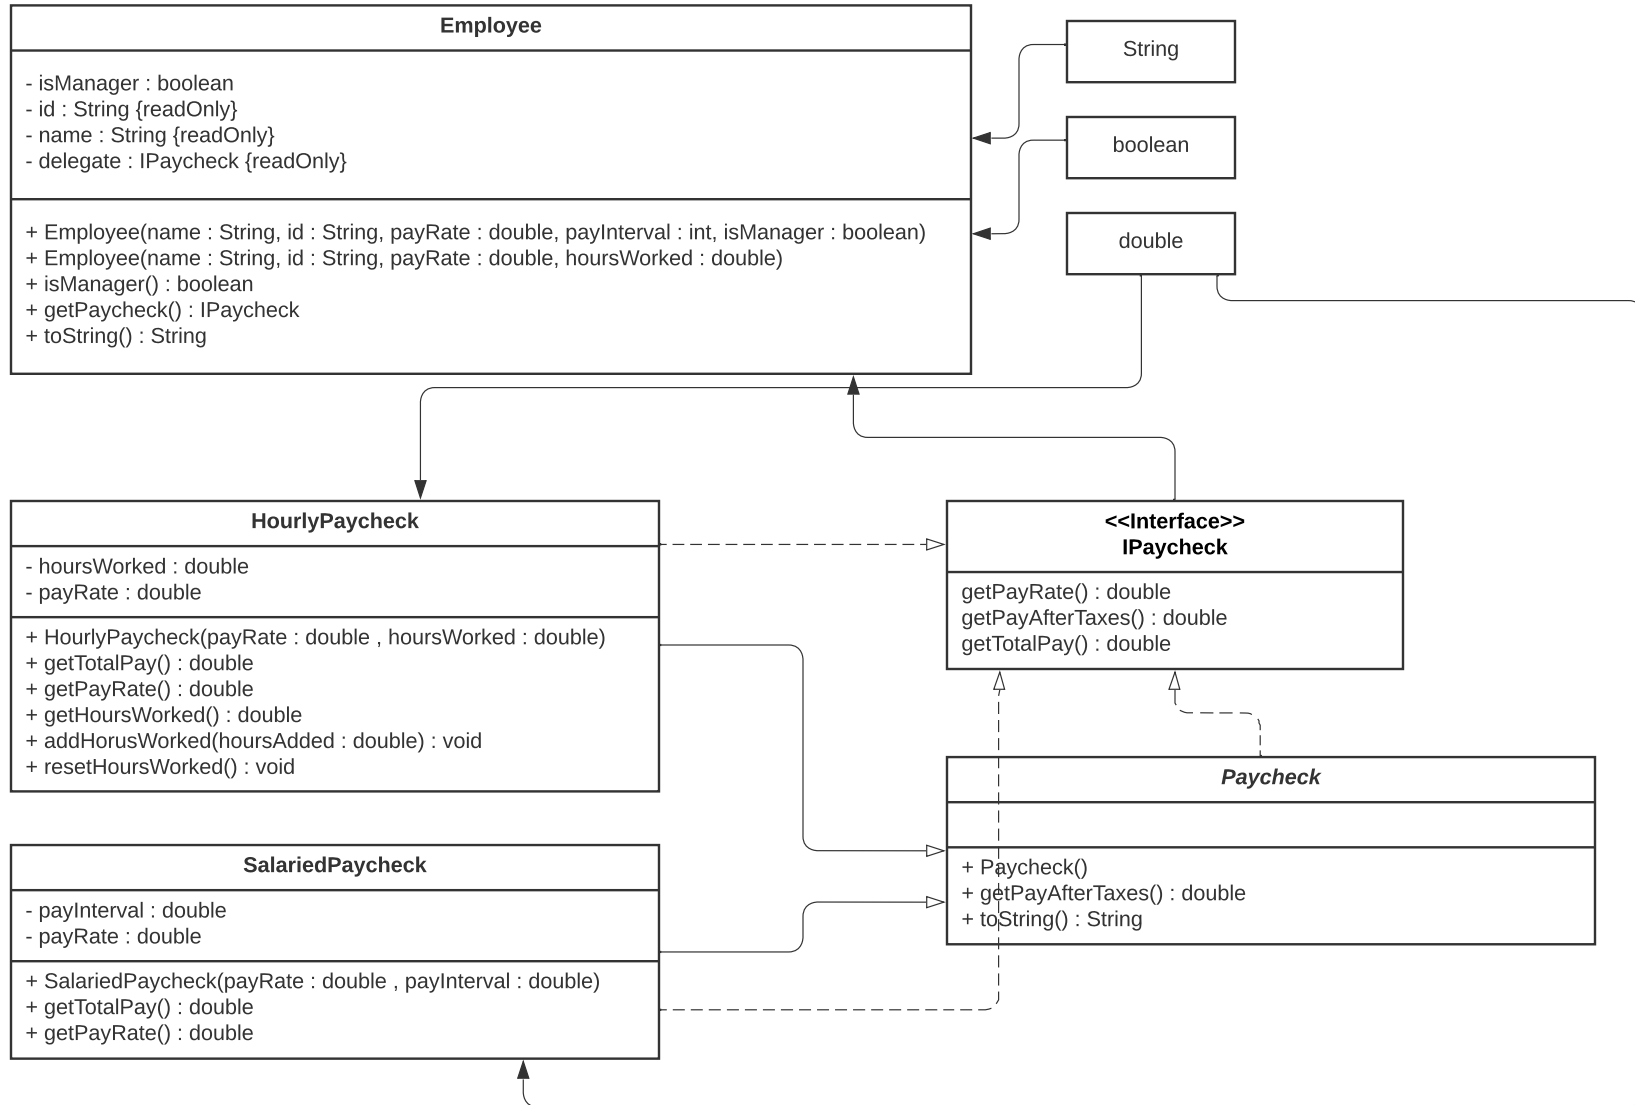 Employee
- isManager : boolean
- id : String {readOnly}
- name : String {readOnly}
- delegate : IPaycheck {readOnly}
+ Employee(name : String, id : String, payRate : double, payInterval : int, isManager : boolean)
+ Employee(name : String, id : String, payRate : double, hoursWorked : double)
+ isManager() : boolean
+ getPaycheck() : IPaycheck
+ toString() : String
String
boolean
double
HourlyPaycheck
- hoursWorked : double
- payRate : double
+ HourlyPaycheck(payRate : double , hoursWorked : double)
+ getTotalPay() : double
+ getPayRate() : double
+ getHoursWorked() : double
+ addHorusWorked(hoursAdded : double) : void
+ resetHoursWorked() : void
<<Interface>>
IPaycheck
getPayRate() : double
getPayAfterTaxes() : double
getTotalPay() : double
Paycheck
+ Paycheck()
+ getPayAfterTaxes() : double
+ toString() : String
SalariedPaycheck
- payInterval : double
- payRate : double
+ SalariedPaycheck(payRate : double , payInterval : double)
+ getTotalPay() : double
+ getPayRate() : double